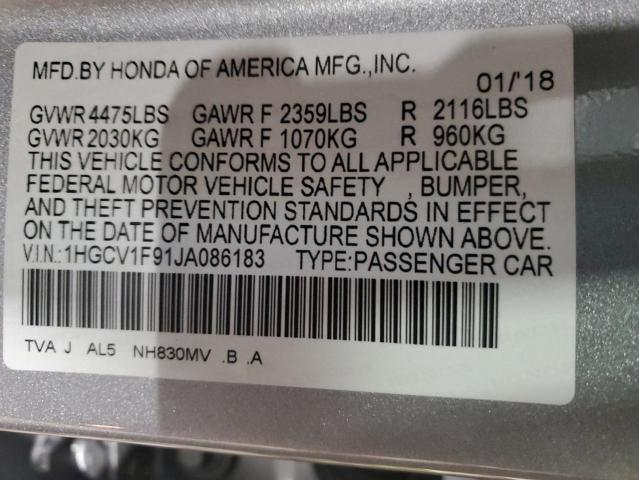 MFD.BY HONDA OF AMERICA MFG.,INC.
01/'18
GVWR 4475LBS GAWR F 2359LBS R 2116LBS
GVWR 2030KG GAWR F 1070KG R 960KG
THIS VEHICLE CONFORMS TO ALL APPLICABLE
FEDERAL MOTOR VEHICLE SAFETY , BUMPER,
AND THEFT PREVENTION STANDARDS IN EFFECT
ON THE DATE OF MANUFACTURE SHOWN ABOVE.
V.I.N.:1HGCV1F91JA086183 TYPE:PASSENGER CAR
TVA J AL5 NH830MV .B .A